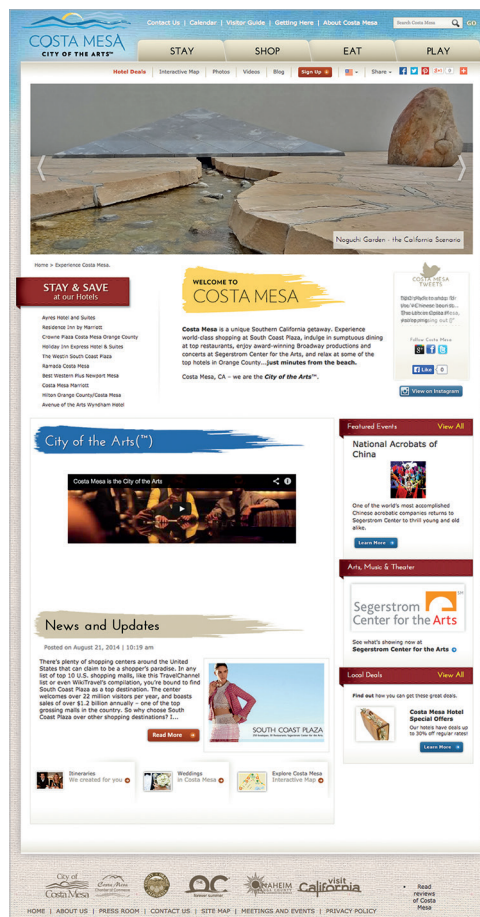 COSTA MESA
CITY OF THE ARTS™
Contact Us | Calendar | Visitor Guide | Getting Here | About Costa Mesa
Search Costa Mesa
GO
STAY
SHOP
EAT
PLAY
Hotel Deals | Interactive Map | Photos | Videos | Blog
Sign Up
Share
Noguchi Garden - the California Scenario
Home > Experience Costa Mesa.
STAY & SAVE
at our Hotels
Ayres Hotel and Suites
Residence Inn by Marriott
Crowne Plaza Costa Mesa Orange County
Holiday Inn Express Hotel & Suites
The Westin South Coast Plaza
Ramada Costa Mesa
Best Western Plus Newport Mesa
Costa Mesa Marriott
Hilton Orange County/Costa Mesa
Avenue of the Arts Wyndham Hotel
WELCOME TO
COSTA MESA
Costa Mesa is a unique Southern California getaway. Experience
world-class shopping at South Coast Plaza, indulge in sumptuous dining
at top restaurants, enjoy award-winning Broadway productions and
concerts at Segerstrom Center for the Arts, and relax at some of the
top hotels in Orange County...just minutes from the beach.
Costa Mesa, CA – we are the City of the Arts™.
COSTA MESA
TWEETS
Follow Costa Mesa
Like 0
View on Instagram
City of the Arts(™)
Costa Mesa is the City of the Arts
News and Updates
Posted on August 21, 2014 | 10:19 am
There's plenty of shopping centers around the United
States that can claim to be a shopper's paradise. In any
list of top 10 U.S. shopping malls, like this TravelChannel
list or even WikiTravel's compilation, you're bound to find
South Coast Plaza as a top destination. The center
welcomes over 22 million visitors per year, and boasts
sales of over $1.2 billion annually – one of the top
grossing malls in the country. So why choose South
Coast Plaza over other shopping destinations? I...
Read More
SOUTH COAST PLAZA
Itineraries
We created for you
Weddings
in Costa Mesa
Explore Costa Mesa
Interactive Map
Featured Events
View All
National Acrobats of
China
One of the world's most accomplished
Chinese acrobatic companies returns to
Segerstrom Center to thrill young and old
alike.
Learn More
Arts, Music & Theater
Segerstrom
Center for the Arts
SM
See what's showing now at
Segerstrom Center for the Arts
Local Deals
View All
Find out how you can get these great deals.
Costa Mesa Hotel
Special Offers
Our hotels have deals up
to 30% off regular rates!
Learn More
City of
Costa Mesa
Costa Mesa
Chamber of Commerce
THE
OC
forever summer
ANAHEIM
visit
California
• Read
reviews
of Costa
Mesa
HOME | ABOUT US | PRESS ROOM | CONTACT US | SITE MAP | MEETINGS AND EVENTS | PRIVACY POLICY